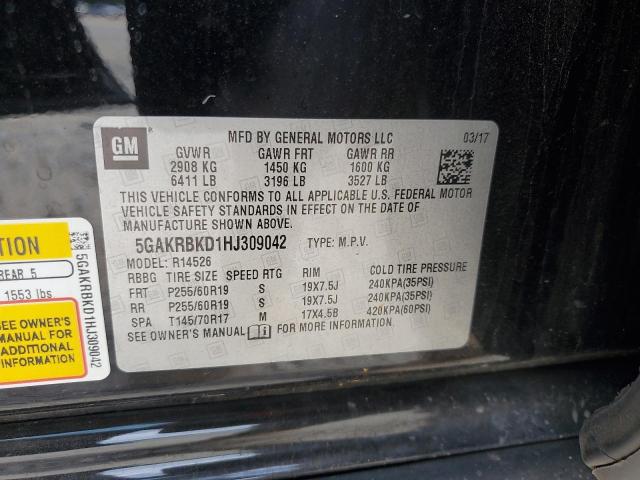 GM
MFD BY GENERAL MOTORS LLC 03/17
GVWR GAWR FRT GAWR RR
2908 KG 1450 KG 1600 KG
6411 LB 3196 LB 3527 LB
THIS VEHICLE CONFORMS TO ALL APPLICABLE U.S. FEDERAL MOTOR
VEHICLE SAFETY STANDARDS IN EFFECT ON THE DATE OF
MANUFACTURE SHOWN ABOVE.
5GAKRBKD1HJ309042 TYPE: M.P.V.
MODEL: R14526
RBBG TIRE SIZE SPEED RTG RIM COLD TIRE PRESSURE
FRT P255/60R19 S 19X7.5J 240KPA(35PSI)
RR P255/60R19 S 19X7.5J 240KPA(35PSI)
SPA T145/70R17 M 17X4.5B 420KPA(60PSI)
SEE OWNER'S MANUAL FOR MORE INFORMATION.
TION
REAR 5
1553 lbs
SEE OWNER'S
MANUAL FOR
ADDITIONAL
INFORMATION
5GAKRBKD1HJ309042